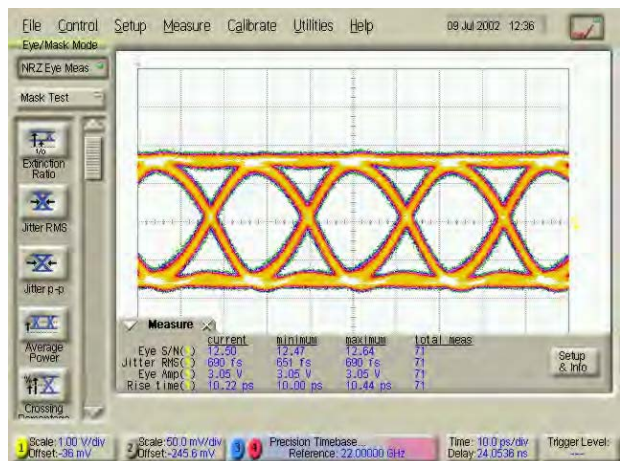 File Control Setup Measure Calibrate Utilities Help 09 Jul 2002 12:36
Eye/Mask Mode
NRZ Eye Meas
Mask Test
Extinction
Ratio
Jitter RMS
Jitter p-p
Average
Power
Crossing
Measure
current minimum maximum total meas
Eye S/N( ) 12.50 12.47 12.64 71
Jitter RMS( ) 690 fs 651 fs 690 fs 71
Eye Amp( ) 3.05 V 3.05 V 3.05 V 71
Rise time( ) 10.22 ps 10.00 ps 10.44 ps 71
Setup
& Info
1 Scale: 1.00 V/div
Offset:-36 mV
2 Scale:50.0 mV/div
Offset:-245.6 mV
3 4 Precision Timebase...
Reference: 22.00000 GHz
Time: 10.0 ps/div
Delay:24.0536 ns
Trigger Level: